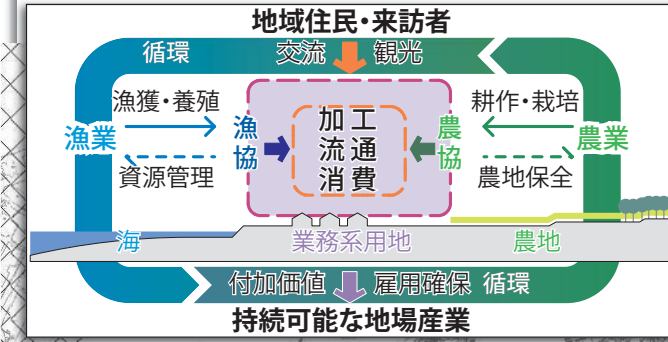 地域住民・来訪者
循環 交流 観光
漁獲・養殖 耕作・栽培
漁業 漁協 加工 流通 消費 農協 農業
資源管理 農地保全
海 業務系用地 農地
付加価値 雇用確保 循環
持続可能な地場産業